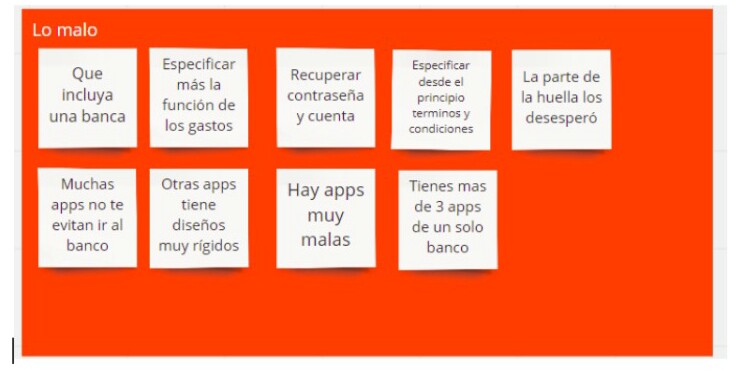 Lo malo
Que
incluya
una banca
Especificar
más la
función de
los gastos
Recuperar
contraseña
y cuenta
Especificar
desde el
principio
terminos y
condiciones
La parte de
la huella los
desesperó
Muchas
apps no te
evitan ir al
banco
Otras apps
tiene
diseños
muy rígidos
Hay apps
muy
malas
Tienes mas
de 3 apps
de un solo
banco